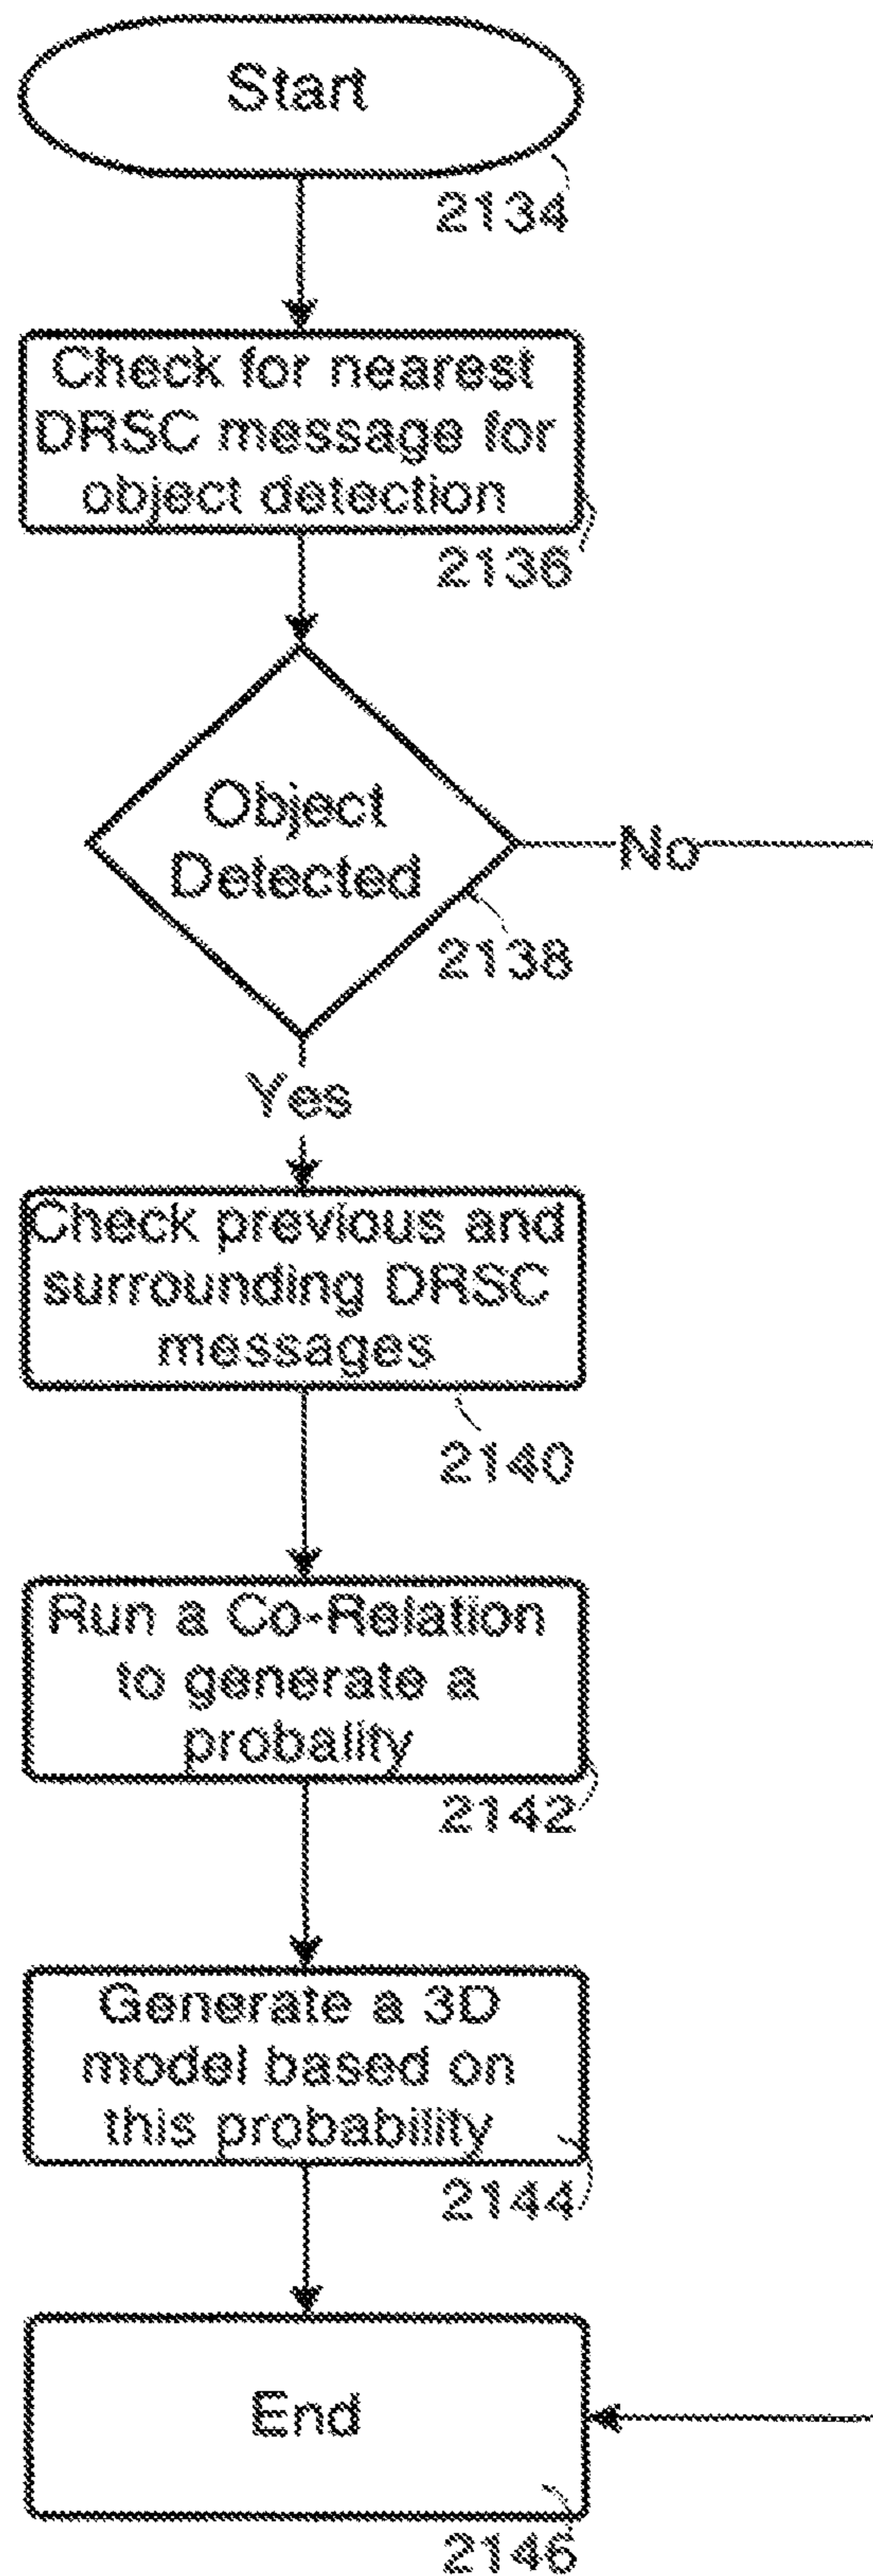 Start
2134
Check for nearest
DRSC message for
object detection
2136
Object
Detected
No
2138
Yes
Check previous and
surrounding DRSC
messages
2140
Run a Co-Relation
to generate a
probality
2142
Generate a 3D
model based on
this probability
2144
End
2146